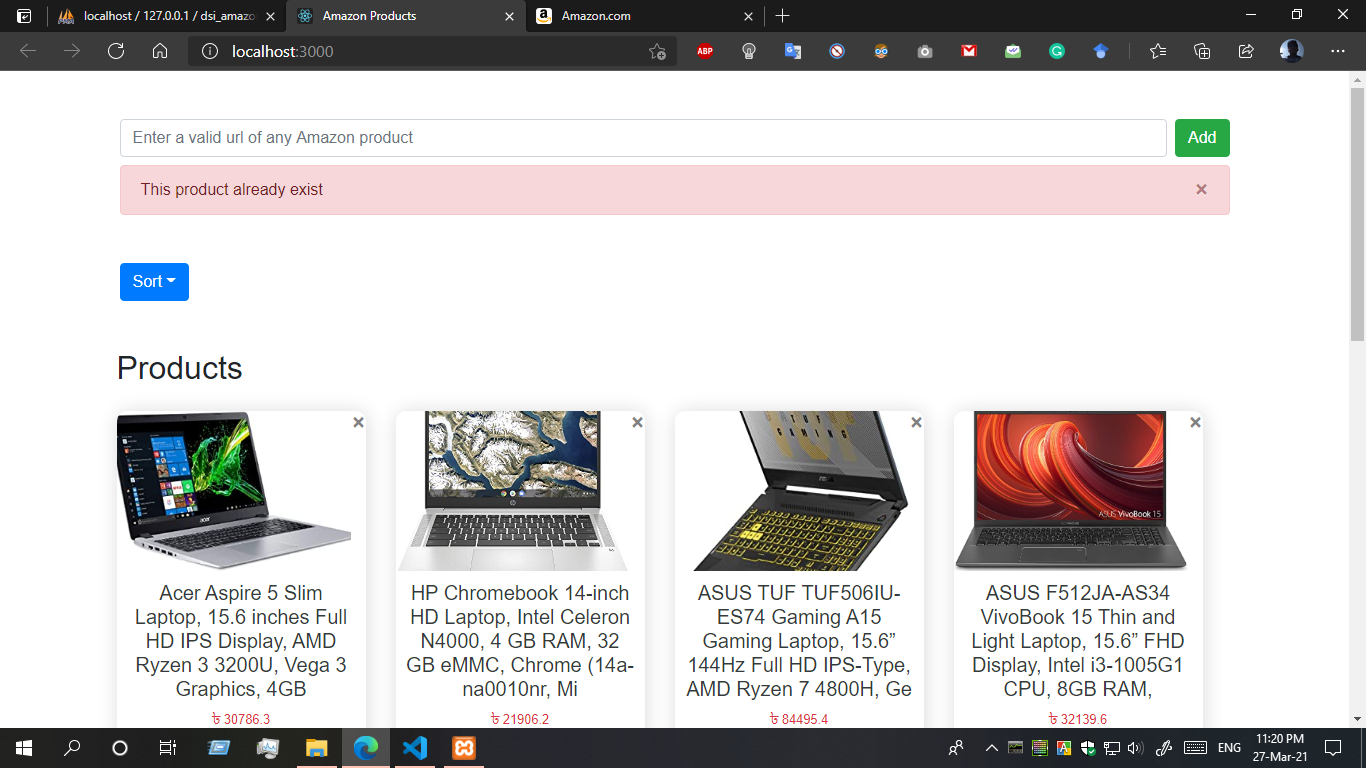 localhost / 127.0.0.1 / dsi_amazo
Amazon Products
Amazon.com
localhost:3000
ABP
Enter a valid url of any Amazon product
Add
This product already exist
×
Sort
Products
×
×
×
×
acer
hp
ASUS VivoBook 15
Acer Aspire 5 Slim
Laptop, 15.6 inches Full
HD IPS Display, AMD
Ryzen 3 3200U, Vega 3
Graphics, 4GB
৳ 30786.3
HP Chromebook 14-inch
HD Laptop, Intel Celeron
N4000, 4 GB RAM, 32
GB eMMC, Chrome (14a-
na0010nr, Mi
৳ 21906.2
ASUS TUF TUF506IU-
ES74 Gaming A15
Gaming Laptop, 15.6” 
144Hz Full HD IPS-Type,
AMD Ryzen 7 4800H, Ge
৳ 84495.4
ASUS F512JA-AS34
VivoBook 15 Thin and
Light Laptop, 15.6” FHD
Display, Intel i3-1005G1
CPU, 8GB RAM,
৳ 32139.6
ENG
11:20 PM
27-Mar-21